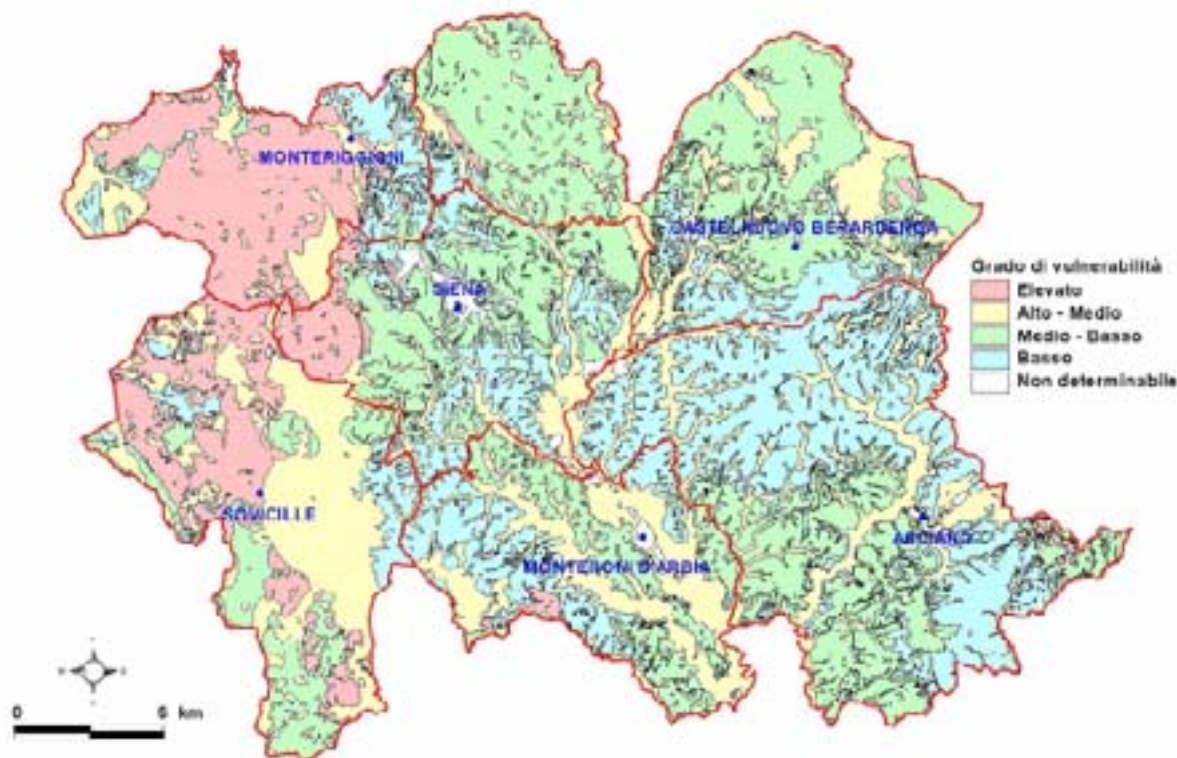 MONTERIGGIONI
CASTELNUOVO BERARDENGA
SIENA
Grado di vulnerabilità
Elevato
Alto - Medio
Medio - Basso
Basso
Non determinabile
SOVICILLE
ASCIANO
MONTERONI D'ARBIA
0 6 km